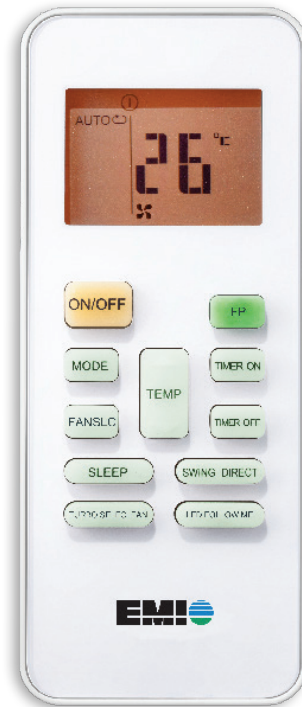 AUTO
26 °C
ON/OFF
FP
MODE
TEMP
TIMER ON
FANSLC
TIMER OFF
SLEEP
SWING DIRECT
LED FOLLOW ME
EMI